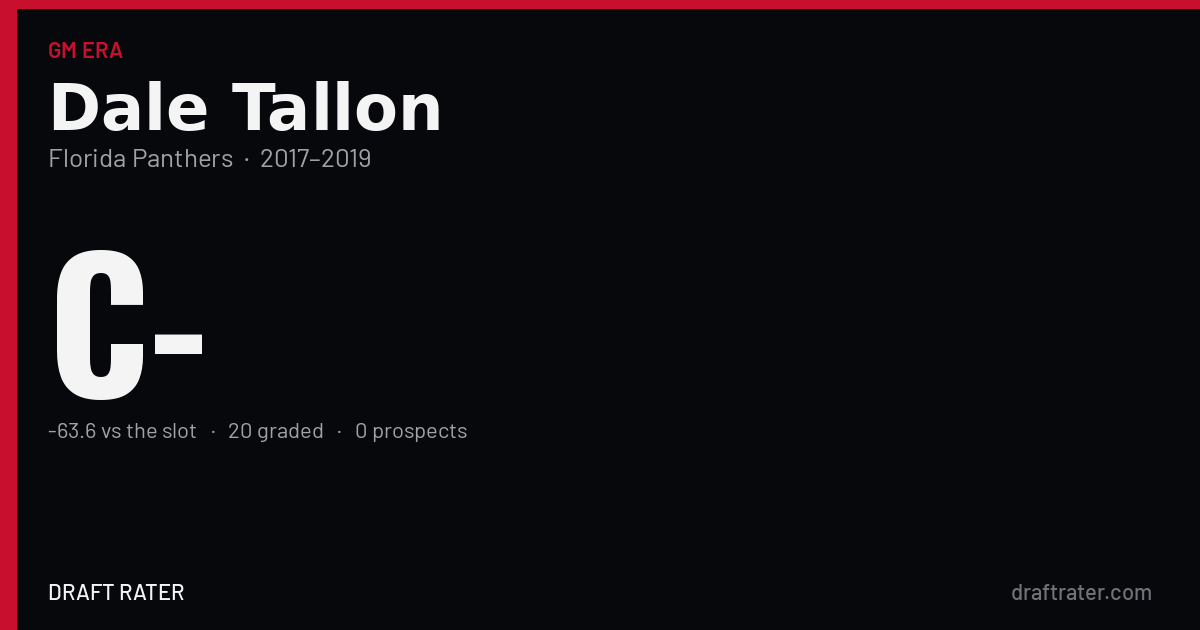 GM ERA
Dale Tallon
Florida Panthers · 2017–2019
C-
-63.6 vs the slot · 20 graded · 0 prospects
DRAFT RATER
draftrater.com